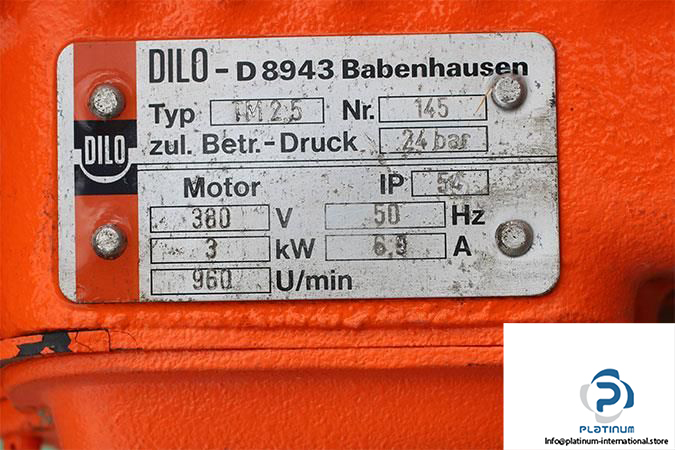 DILO - D 8943 Babenhausen
Typ TM 2,5 Nr. 145
zul. Betr.-Druck 24 bar
DILO
Motor IP 54
380 V 50 Hz
3 kW 6,9 A
960 U/min
PLATINUM
Info@platinum-international.store